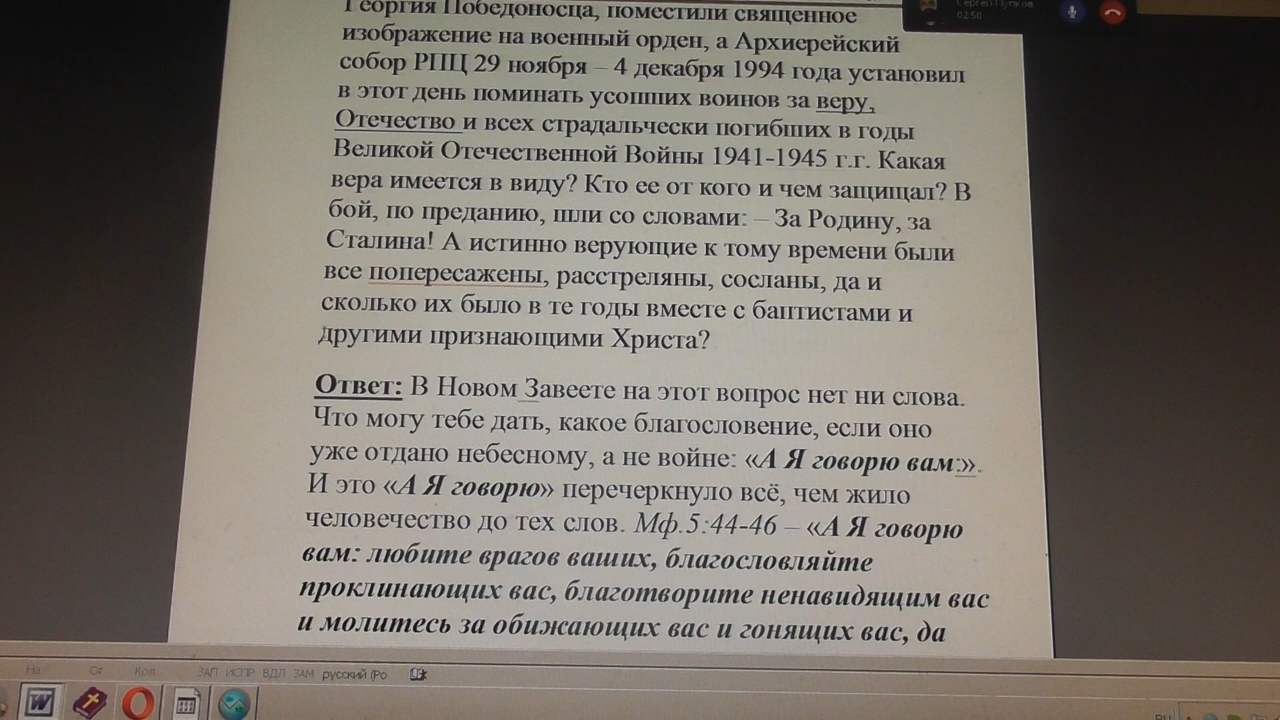 Георгия Победоносца, поместили священное
изображение на военный орден, а Архиерейский
собор РПЦ 29 ноября – 4 декабря 1994 года установил
в этот день поминать усопших воинов за веру,
Отечество и всех страдальчески погибших в годы
Великой Отечественной Войны 1941-1945 г.г. Какая
вера имеется в виду? Кто ее от кого и чем защищал? В
бой, по преданию, шли со словами: – За Родину, за
Сталина! А истинно верующие к тому времени были
все попересажены, расстреляны, сосланы, да и
сколько их было в те годы вместе с баптистами и
другими признающими Христа?
Ответ: В Новом Завеете на этот вопрос нет ни слова.
Что могу тебе дать, какое благословение, если оно
уже отдано небесному, а не войне: «А Я говорю вам:».
И это «А Я говорю» перечеркнуло всё, чем жило
человечество до тех слов. Мф.5:44-46 – «А Я говорю
вам: любите врагов ваших, благословляйте
проклинающих вас, благотворите ненавидящим вас
и молитесь за обижающих вас и гонящих вас, да
Сергей
02:50
На Ст Кол ЗАП ИСПР ВДЛ ЗАМ русский (Ро